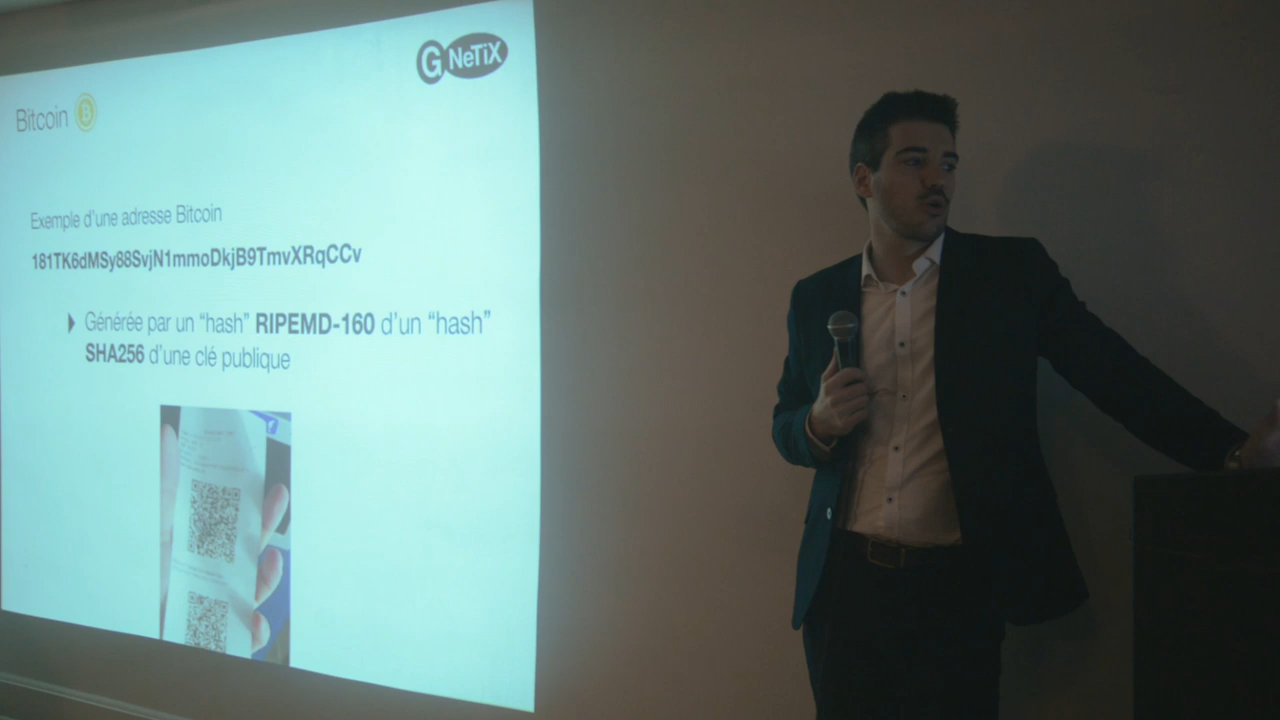 G NeTiX
Bitcoin
Exemple d'une adresse Bitcoin
181TK6dMSy88SvjN1mmoDkjB9TmvXRqCCv
Générée par un “hash” RIPEMD-160 d'un “hash”
SHA256 d'une clé publique